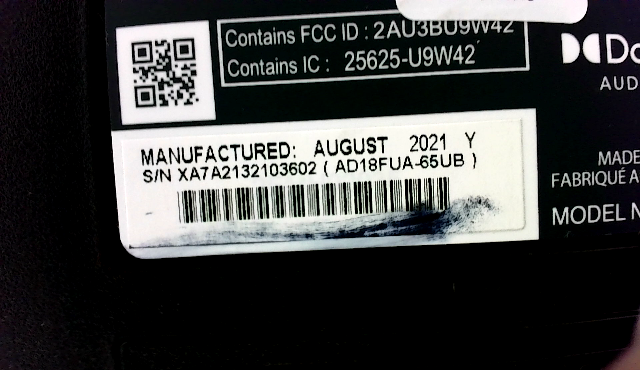 Contains FCC ID : 2AU3BU9W42
Contains IC : 25625-U9W42
MANUFACTURED: AUGUST 2021 Y
S/N XA7A2132103602 ( AD18FUA-65UB )
AUD
MADE
FABRIQUÉ A
MODEL N